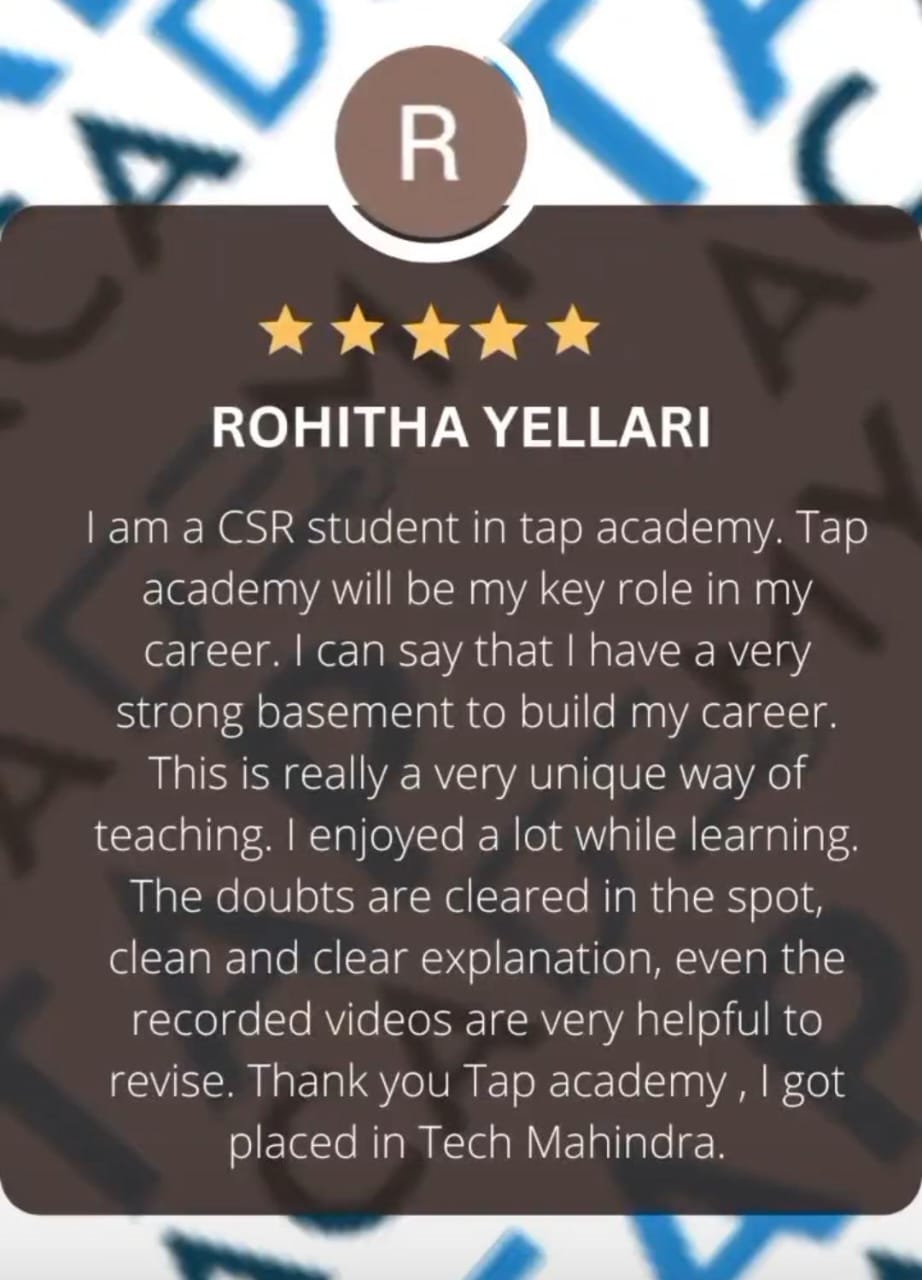 R
ROHITHA YELLARI
I am a CSR student in tap academy. Tap
academy will be my key role in my
career. I can say that I have a very
strong basement to build my career.
This is really a very unique way of
teaching. I enjoyed a lot while learning.
The doubts are cleared in the spot,
clean and clear explanation, even the
recorded videos are very helpful to
revise. Thank you Tap academy , I got
placed in Tech Mahindra.